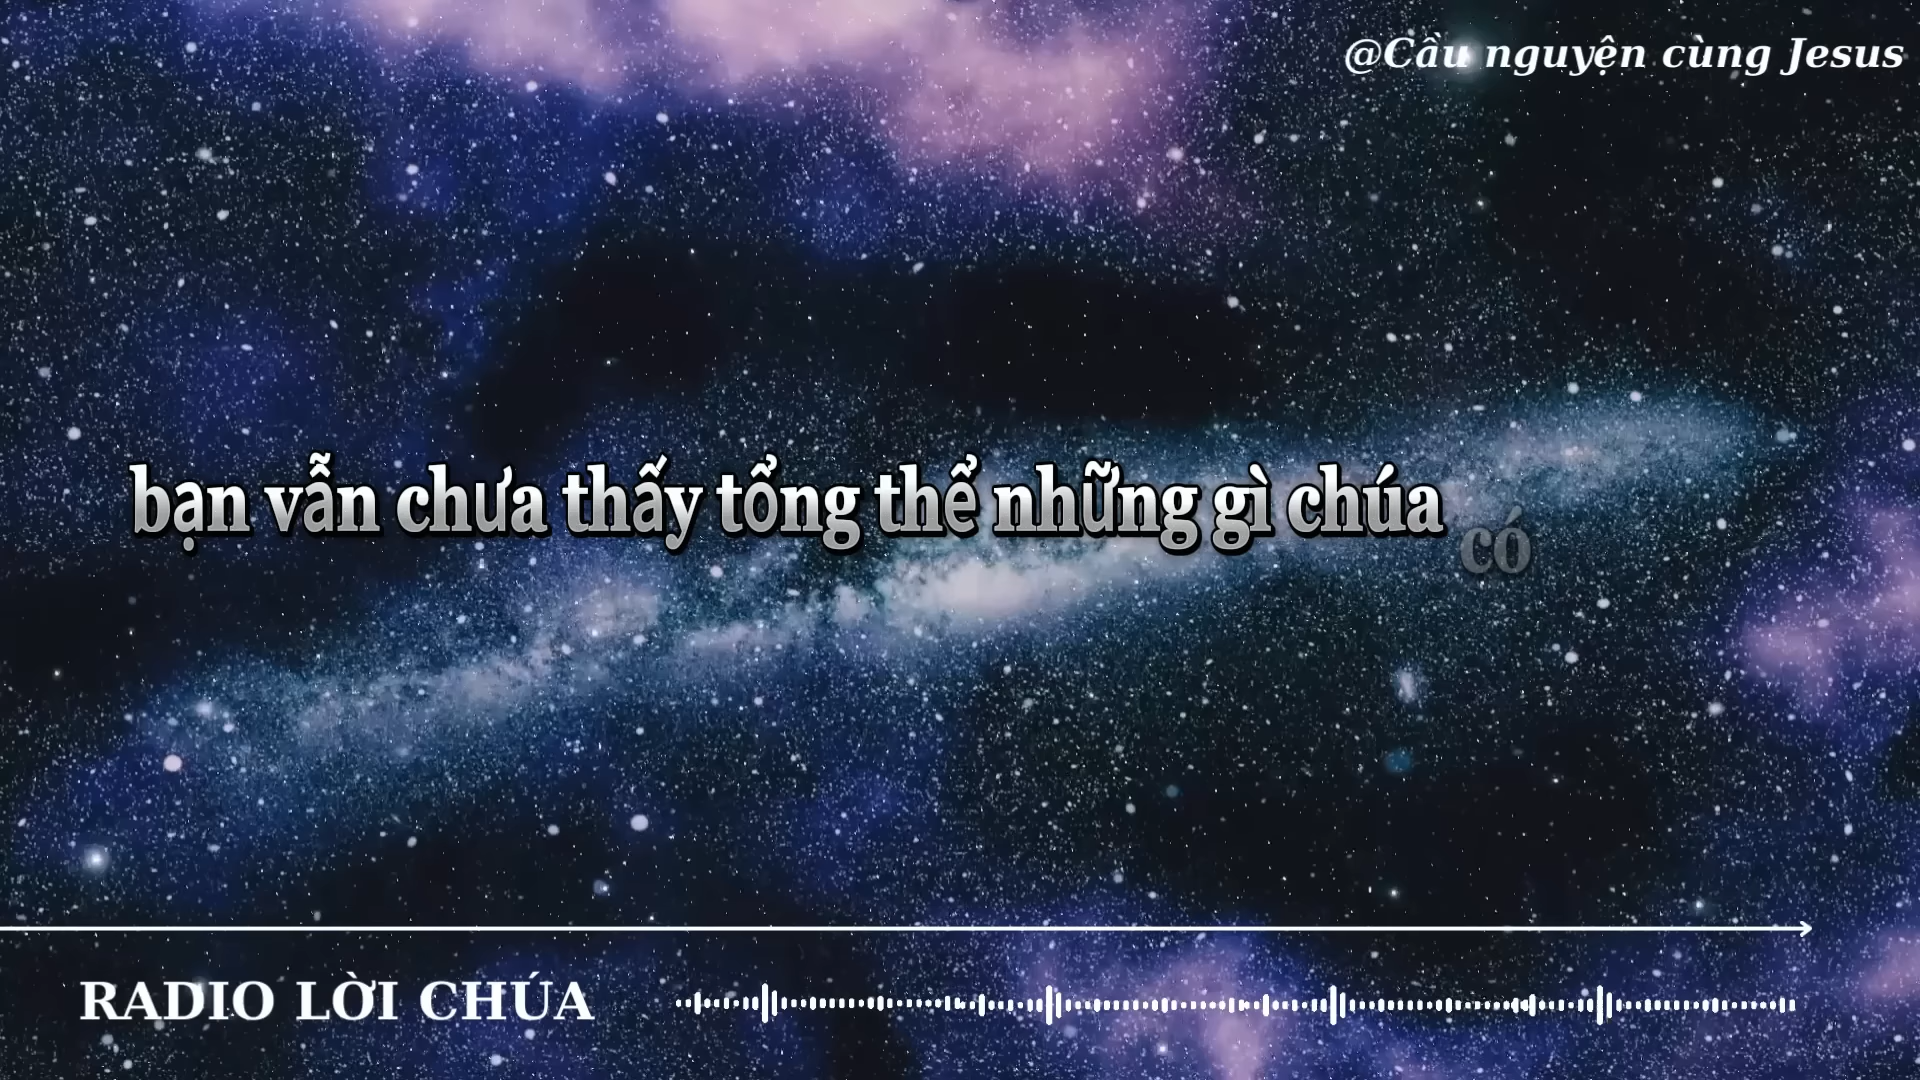 @Cầu nguyện cùng Jesus
bạn vẫn chưa thấy tổng thể những gì chúa có
RADIO LỜI CHÚA